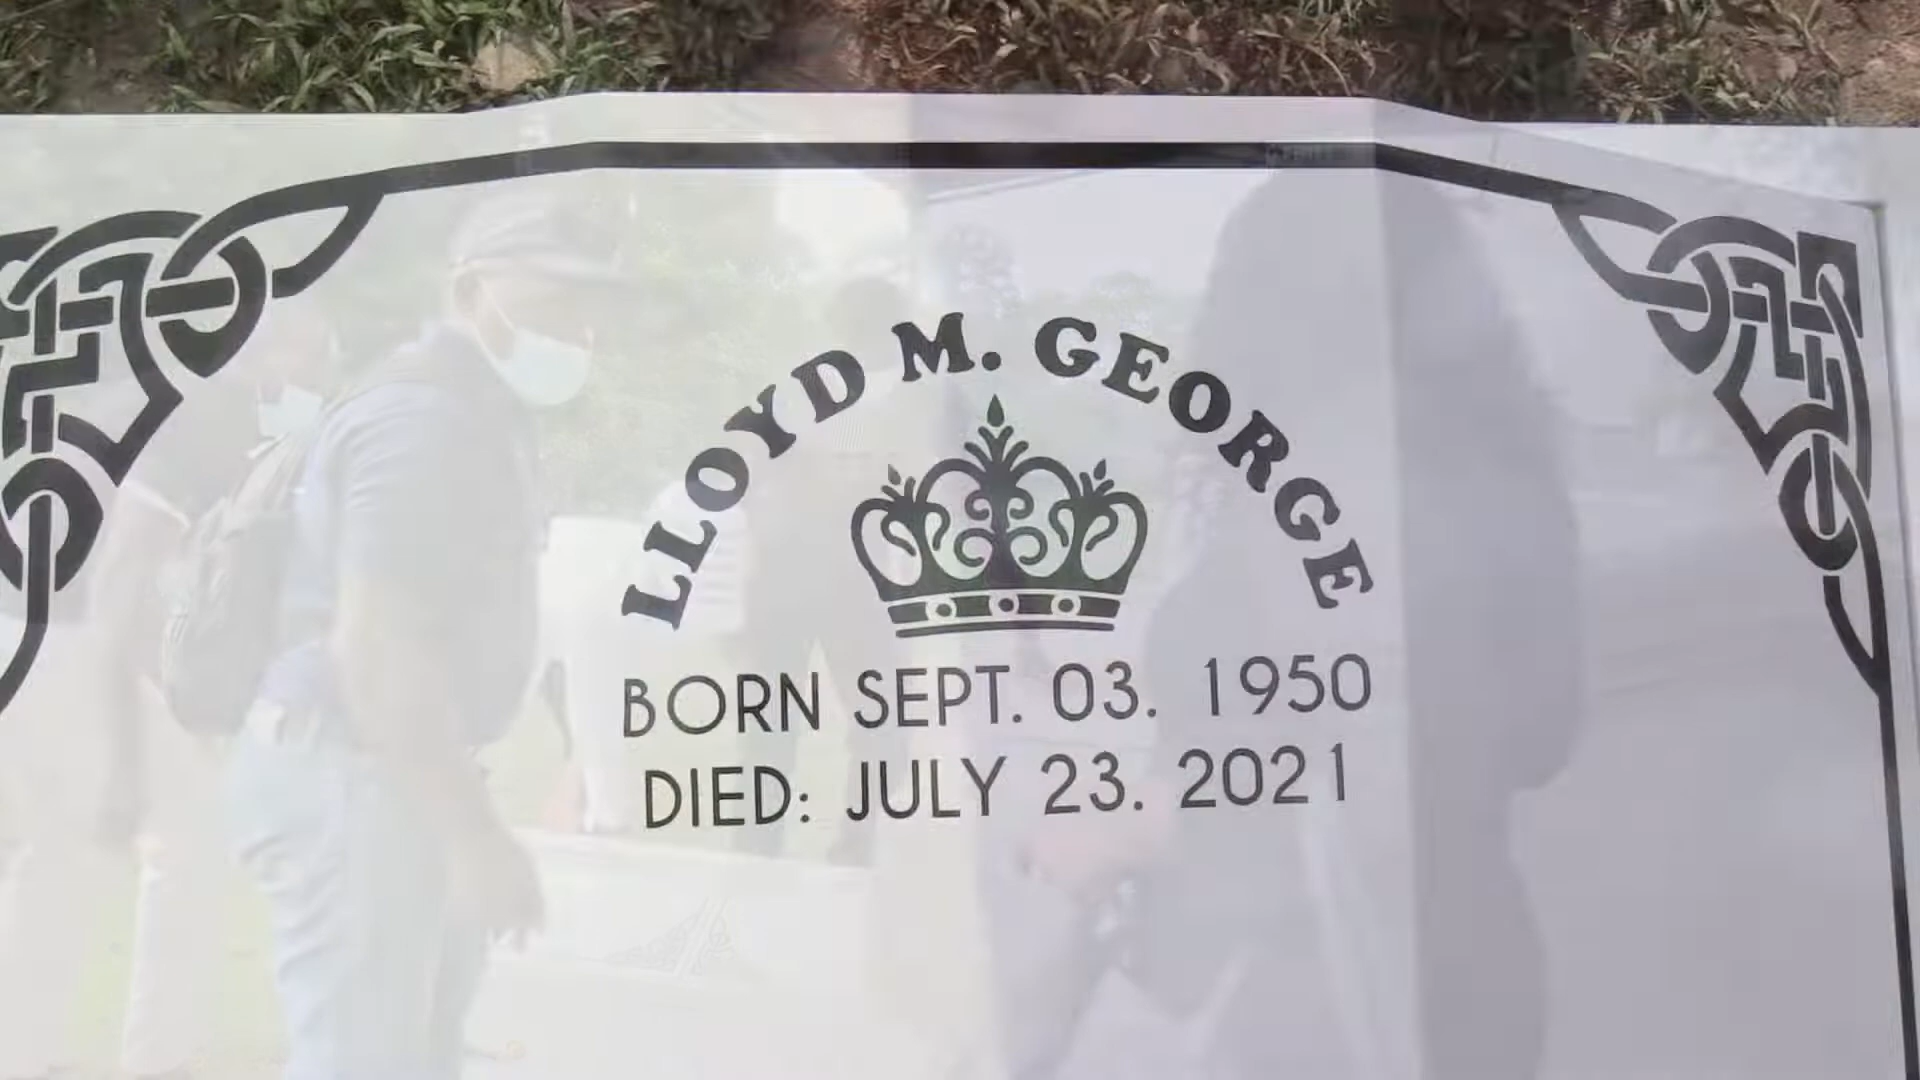 LLOYD M. GEORGE
BORN SEPT. 03. 1950
DIED: JULY 23. 2021